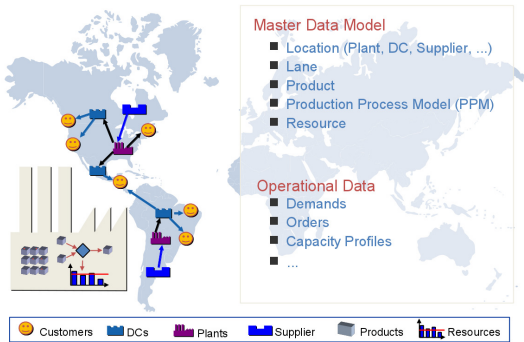 Master Data Model
Location (Plant, DC, Supplier, ...)
Lane
Product
Production Process Model (PPM)
Resource
Operational Data
Demands
Orders
Capacity Profiles
...
Customers
DCs
Plants
Supplier
Products
Resources